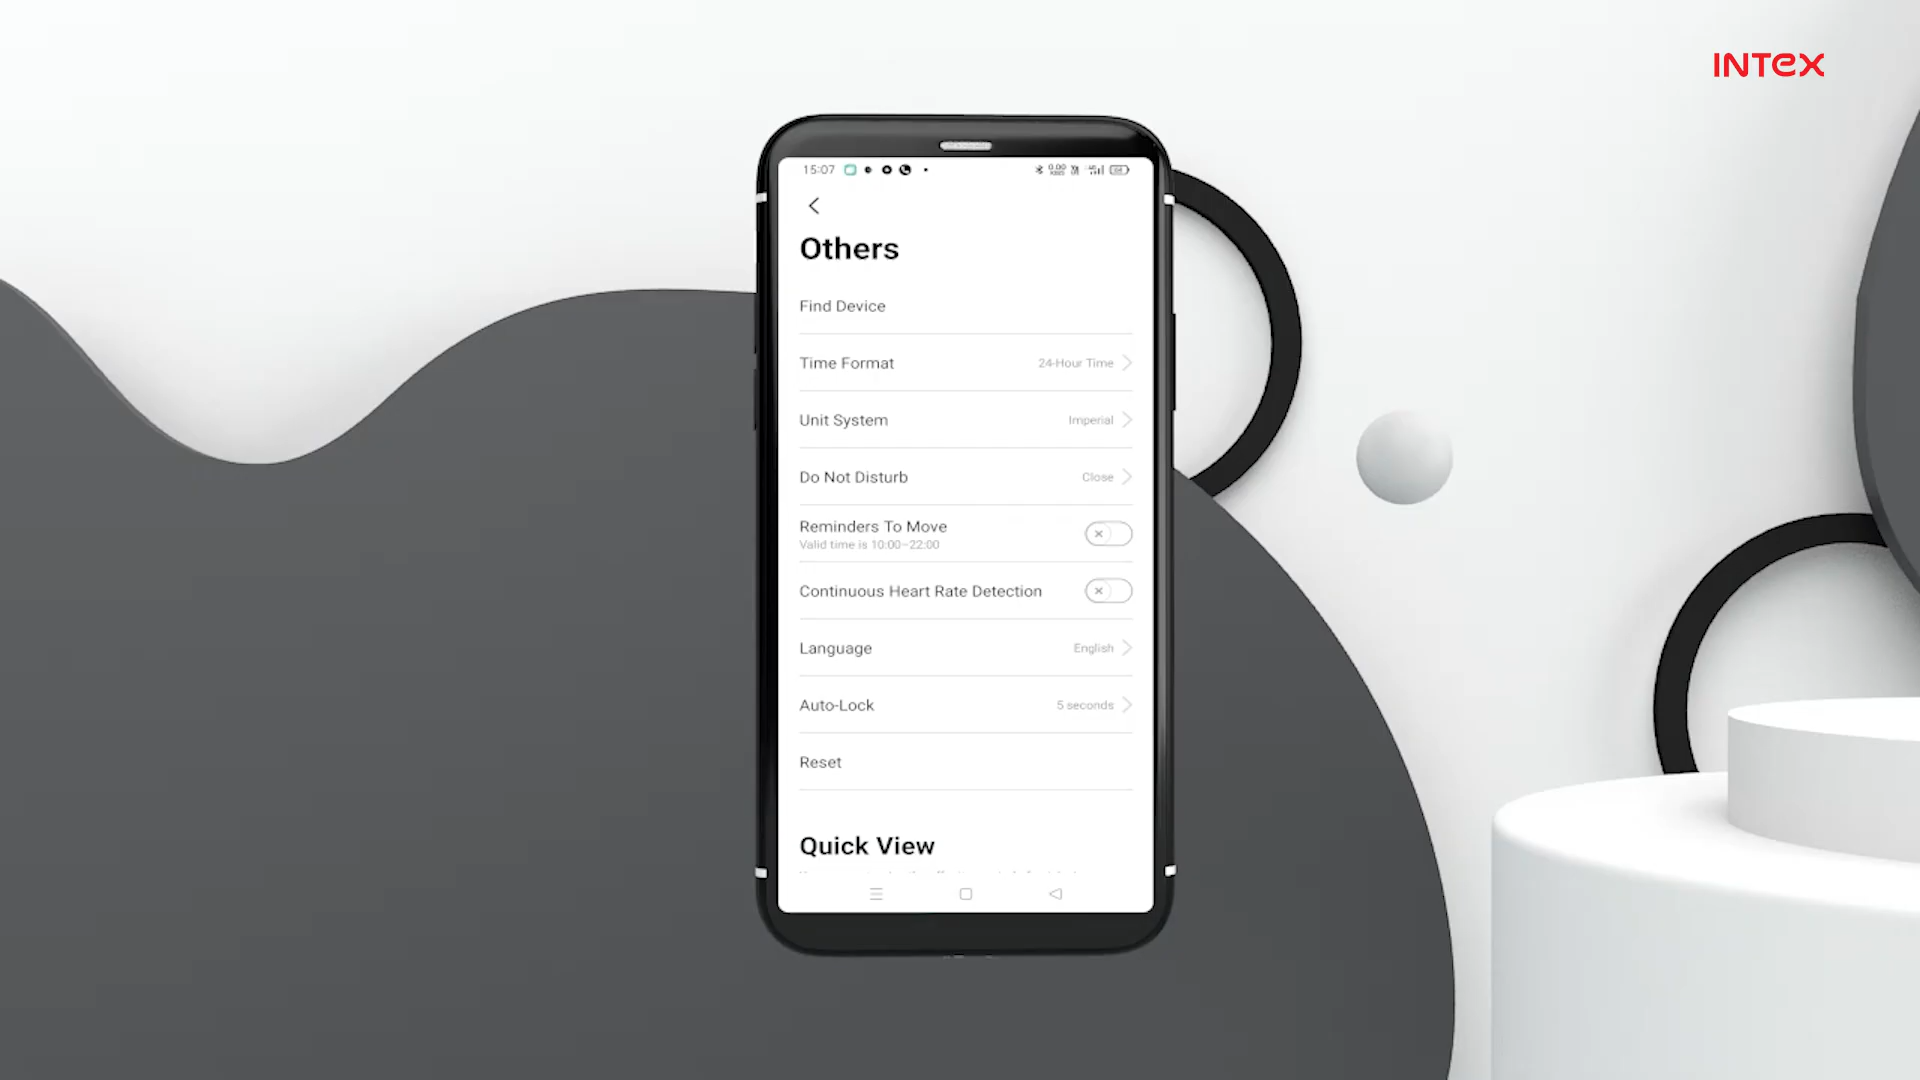 INTEX
15:07
Others
Find Device
Time Format 24-Hour Time
Unit System Imperial
Do Not Disturb Close
Reminders To Move
Valid time is 10:00~22:00
Continuous Heart Rate Detection
Language English
Auto-Lock 5 seconds
Reset
Quick View